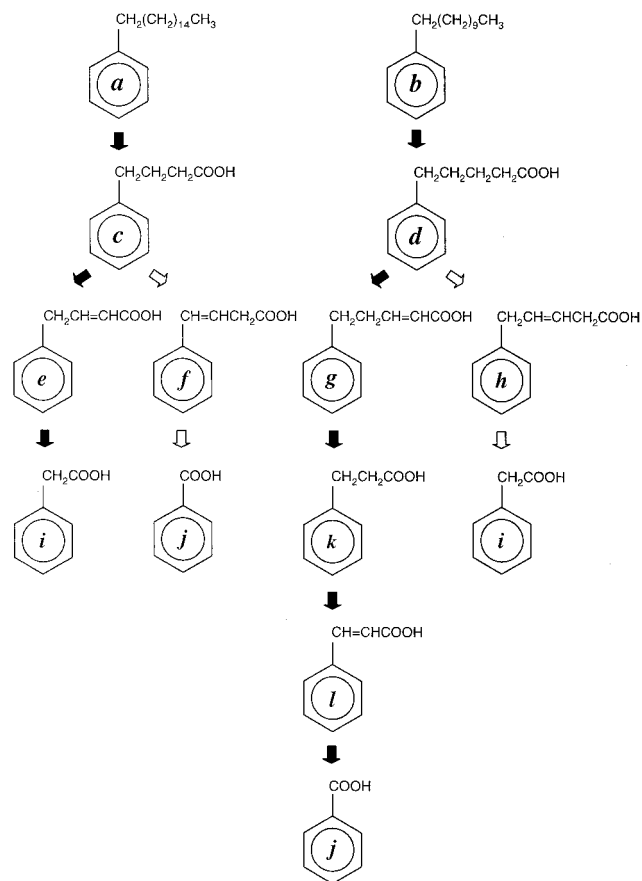 CH₂(CH₂)₁₄CH₃
CH₂(CH₂)₉CH₃
a
b
CH₂CH₂CH₂COOH
CH₂CH₂CH₂CH₂COOH
c
d
CH₂CH=CHCOOH
CH=CHCH₂COOH
CH₂CH₂CH=CHCOOH
CH₂CH=CHCH₂COOH
e
f
g
h
CH₂COOH
COOH
CH₂CH₂COOH
CH₂COOH
i
j
k
i
CH=CHCOOH
l
COOH
j